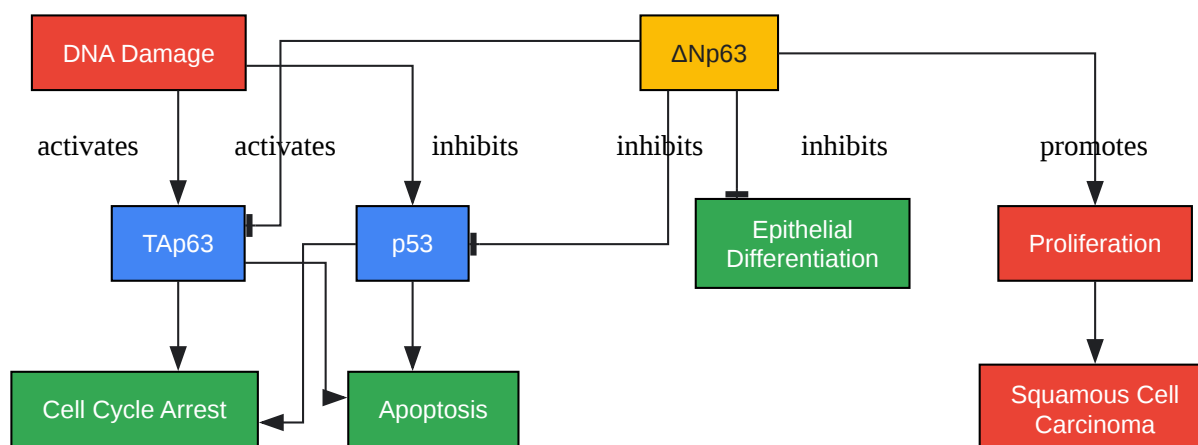 DNA Damage
ΔNp63
activates
activates
inhibits
inhibits
inhibits
promotes
TAp63
p53
Epithelial
Differentiation
Proliferation
Cell Cycle Arrest
Apoptosis
Squamous Cell
Carcinoma